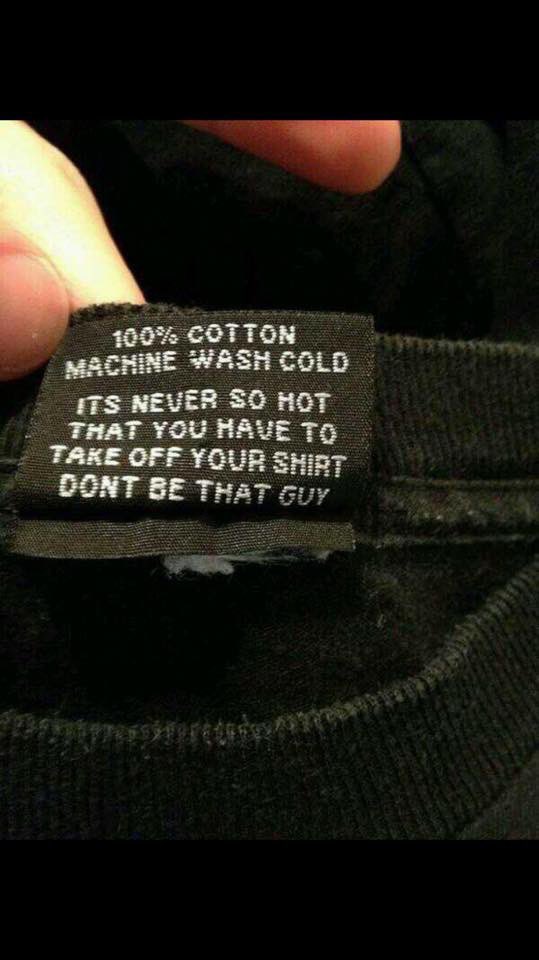 100% COTTON
MACHINE WASH COLD
ITS NEVER SO HOT
THAT YOU HAVE TO
TAKE OFF YOUR SHIRT
DONT BE THAT GUY